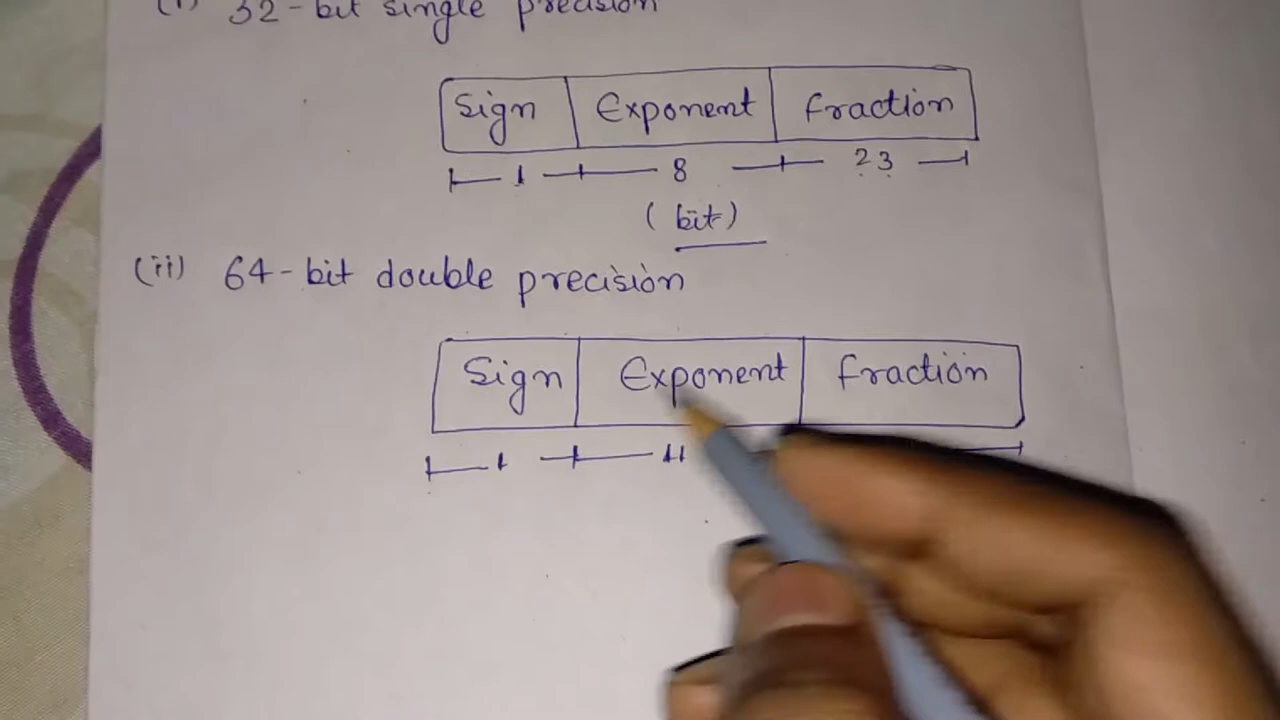 (i) 32-bit single precision
Sign Exponent fraction
1 8 23
(bit)
(ii) 64-bit double precision
Sign Exponent fraction
1 11